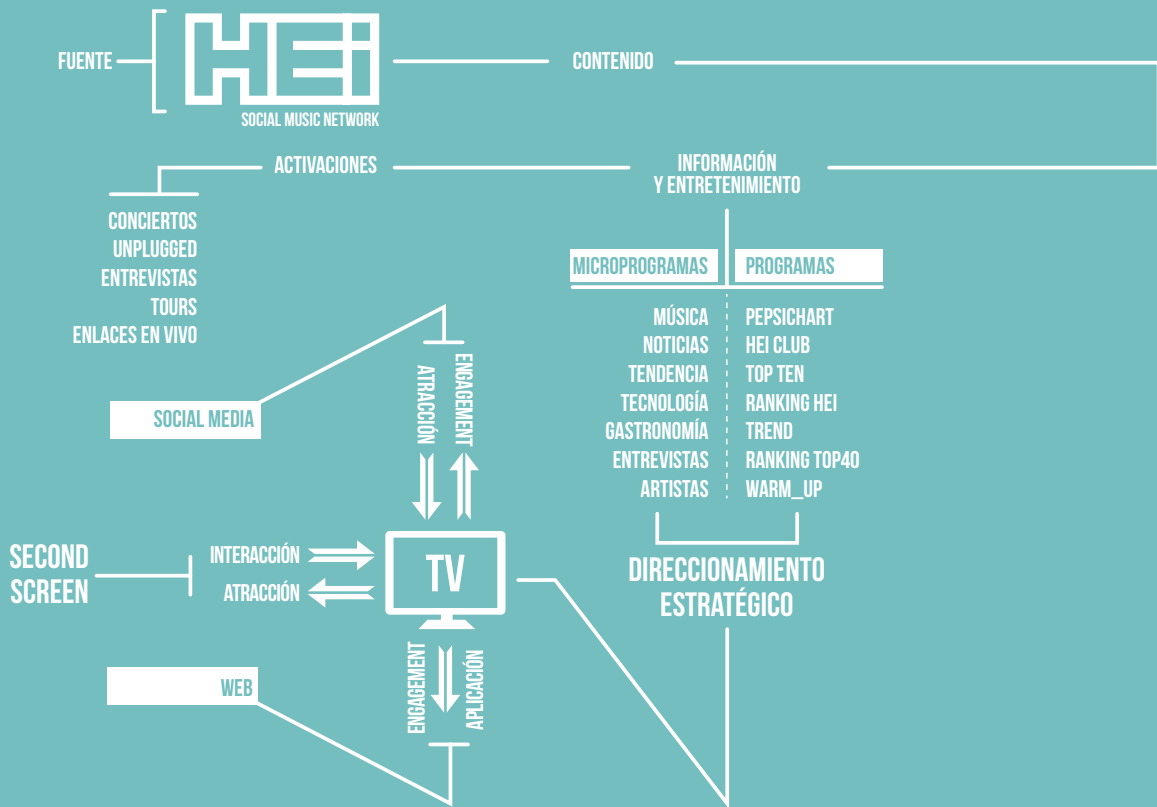 FUENTE
HEi
CONTENIDO
SOCIAL MUSIC NETWORK
ACTIVACIONES
INFORMACIÓN
Y ENTRETENIMIENTO
CONCIERTOS
UNPLUGGED
ENTREVISTAS
TOURS
ENLACES EN VIVO
MICROPROGRAMAS
PROGRAMAS
MÚSICA
NOTICIAS
TENDENCIA
TECNOLOGÍA
GASTRONOMÍA
ENTREVISTAS
ARTISTAS
PEPSICHART
HEI CLUB
TOP TEN
RANKING HEI
TREND
RANKING TOP40
WARM_UP
DIRECCIONAMIENTO
ESTRATÉGICO
SOCIAL MEDIA
ATRACCIÓN
ENGAGEMENT
SECOND
SCREEN
INTERACCIÓN
ATRACCIÓN
TV
ENGAGEMENT
APLICACIÓN
WEB